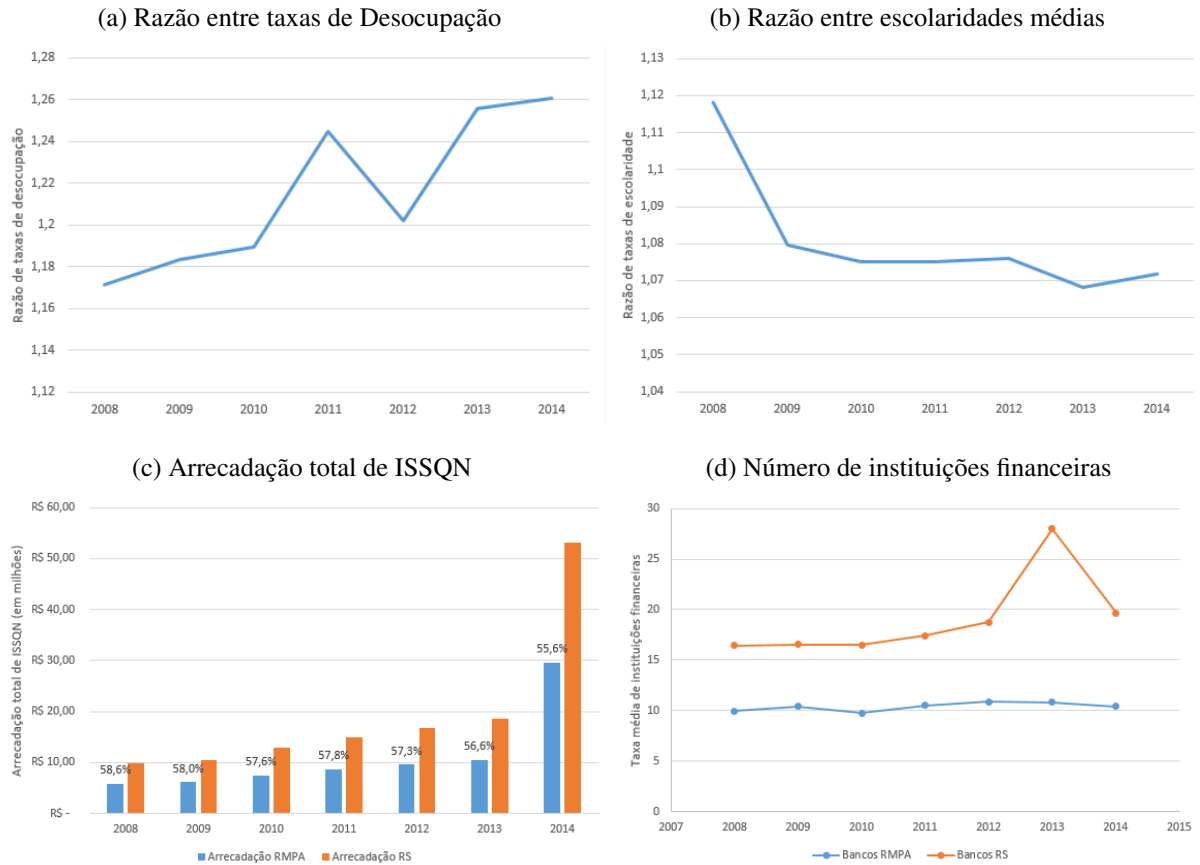 (a) Razão entre taxas de Desocupação
Razão de taxas de desocupação
1,28
1,26
1,24
1,22
1,2
1,18
1,16
1,14
1,12
2008 2009 2010 2011 2012 2013 2014
(b) Razão entre escolaridades médias
Razão de taxas de escolaridade
1,13
1,12
1,11
1,1
1,09
1,08
1,07
1,06
1,05
1,04
2008 2009 2010 2011 2012 2013 2014
(c) Arrecadação total de ISSQN
Arrecadação total de ISSQN (em milhões)
R$ 60,00
R$ 50,00
R$ 40,00
R$ 30,00
R$ 20,00
R$ 10,00
R$ -
58,6% 58,0% 57,6% 57,8% 57,3% 56,6% 55,6%
2008 2009 2010 2011 2012 2013 2014
Arrecadação RMPA Arrecadação RS
(d) Número de instituições financeiras
Taxa média de instituições financeiras
30
25
20
15
10
5
0
2007 2008 2009 2010 2011 2012 2013 2014 2015
Bancos RMPA Bancos RS